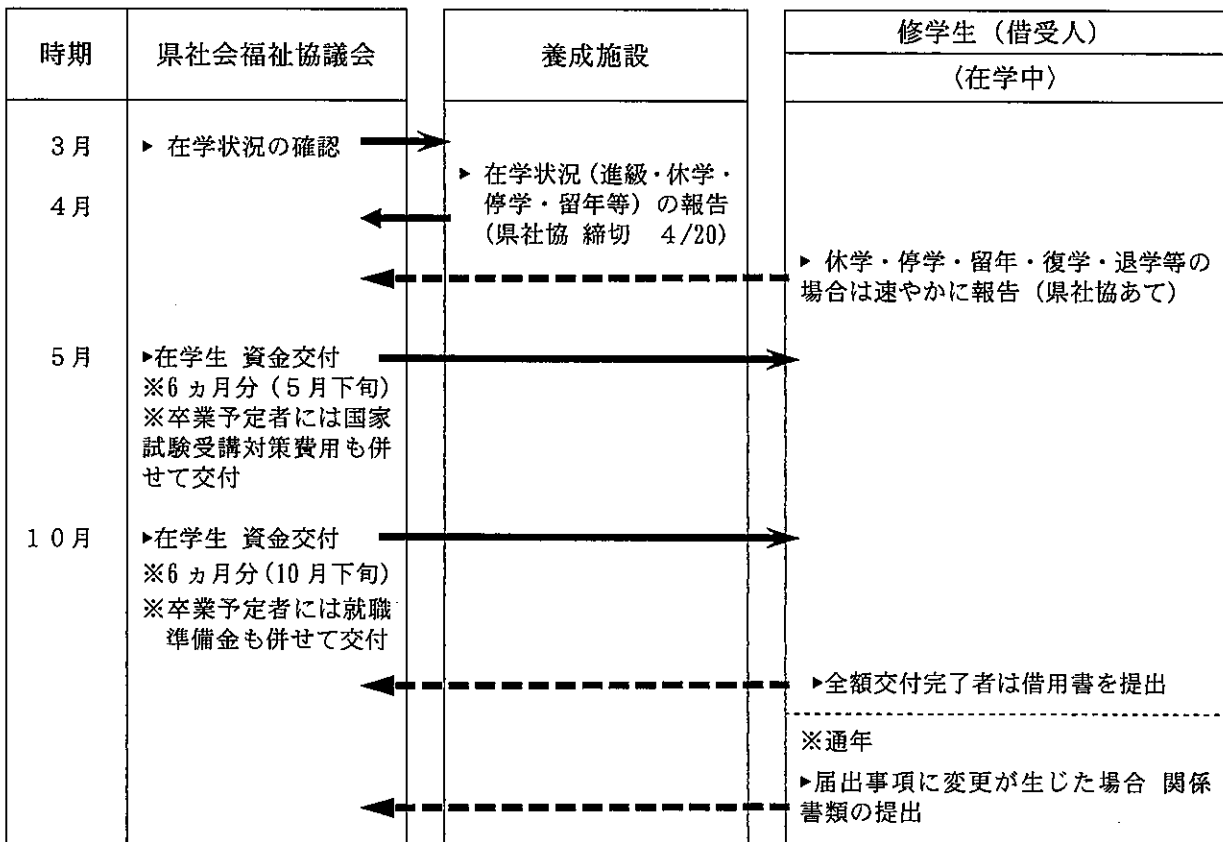 時期
県社会福祉協議会
養成施設
修学生（借受人）
〈在学中〉
3月
▶ 在学状況の確認
▶ 在学状況（進級・休学・
停学・留年等）の報告
(県社協 締切 4/20)
4月
▶ 休学・停学・留年・復学・退学等の
場合は速やかに報告（県社協あて）
5月
▶在学生 資金交付
※6ヵ月分（5月下旬）
※卒業予定者には国家
試験受講対策費用も併
せて交付
10月
▶在学生 資金交付
※6ヵ月分(10月下旬)
※卒業予定者には就職
準備金も併せて交付
▶全額交付完了者は借用書を提出
※通年
▶届出事項に変更が生じた場合 関係
書類の提出